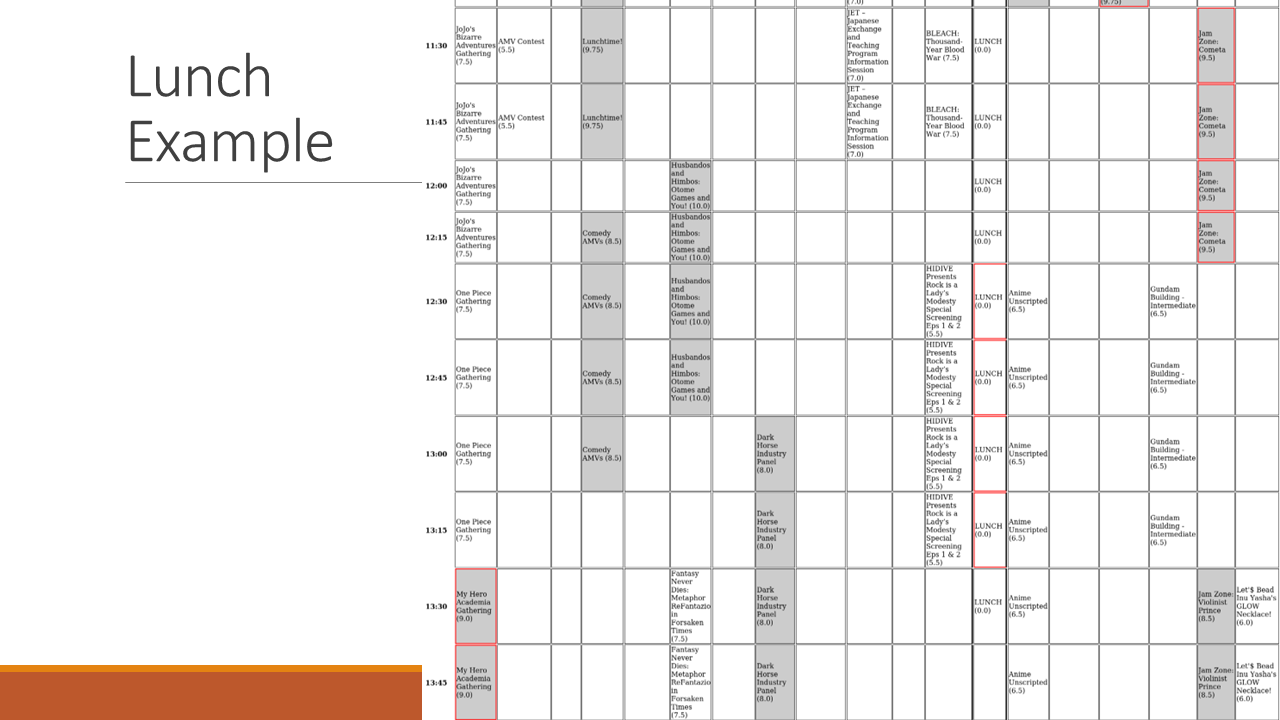 Lunch
Example
(7.0)
(9.75)
11:30
JoJo's
Bizarre
Adventures
Gathering
(7.5)
AMV Contest
(5.5)
Lunchtime!
(9.75)
JET -
Japanese
Exchange
and
Teaching
Program
Information
Session
(7.0)
BLEACH:
Thousand-
Year Blood
War (7.5)
LUNCH
(0.0)
Jam
Zone:
Cometa
(9.5)
11:45
JoJo's
Bizarre
Adventures
Gathering
(7.5)
AMV Contest
(5.5)
Lunchtime!
(9.75)
JET -
Japanese
Exchange
and
Teaching
Program
Information
Session
(7.0)
BLEACH:
Thousand-
Year Blood
War (7.5)
LUNCH
(0.0)
Jam
Zone:
Cometa
(9.5)
12:00
JoJo's
Bizarre
Adventures
Gathering
(7.5)
Husbandos
and
Himbos:
Otome
Games and
You! (10.0)
LUNCH
(0.0)
Jam
Zone:
Cometa
(9.5)
12:15
JoJo's
Bizarre
Adventures
Gathering
(7.5)
Comedy
AMVs (8.5)
Husbandos
and
Himbos:
Otome
Games and
You! (10.0)
LUNCH
(0.0)
Jam
Zone:
Cometa
(9.5)
12:30
One Piece
Gathering
(7.5)
Comedy
AMVs (8.5)
Husbandos
and
Himbos:
Otome
Games and
You! (10.0)
HIDIVE
Presents
Rock is a
Lady's
Modesty
Special
Screening
Eps 1 & 2
(5.5)
LUNCH
(0.0)
Anime
Unscripted
(6.5)
Gundam
Building -
Intermediate
(6.5)
12:45
One Piece
Gathering
(7.5)
Comedy
AMVs (8.5)
Husbandos
and
Himbos:
Otome
Games and
You! (10.0)
HIDIVE
Presents
Rock is a
Lady's
Modesty
Special
Screening
Eps 1 & 2
(5.5)
LUNCH
(0.0)
Anime
Unscripted
(6.5)
Gundam
Building -
Intermediate
(6.5)
13:00
One Piece
Gathering
(7.5)
Comedy
AMVs (8.5)
Dark
Horse
Industry
Panel
(8.0)
HIDIVE
Presents
Rock is a
Lady's
Modesty
Special
Screening
Eps 1 & 2
(5.5)
LUNCH
(0.0)
Anime
Unscripted
(6.5)
Gundam
Building -
Intermediate
(6.5)
13:15
One Piece
Gathering
(7.5)
Dark
Horse
Industry
Panel
(8.0)
HIDIVE
Presents
Rock is a
Lady's
Modesty
Special
Screening
Eps 1 & 2
(5.5)
LUNCH
(0.0)
Anime
Unscripted
(6.5)
Gundam
Building -
Intermediate
(6.5)
13:30
My Hero
Academia
Gathering
(9.0)
Fantasy
Never
Dies:
Metaphor
ReFantazio
in
Forsaken
Times
(7.5)
Dark
Horse
Industry
Panel
(8.0)
LUNCH
(0.0)
Anime
Unscripted
(6.5)
Jam Zone:
Violinist
Prince
(8.5)
Let'$ Bead
Inu Yasha's
GLOW
Necklace!
(6.0)
13:45
My Hero
Academia
Gathering
(9.0)
Fantasy
Never
Dies:
Metaphor
ReFantazio
in
Forsaken
Times
(7.5)
Dark
Horse
Industry
Panel
(8.0)
Anime
Unscripted
(6.5)
Jam Zone:
Violinist
Prince
(8.5)
Let'$ Bead
Inu Yasha's
GLOW
Necklace!
(6.0)